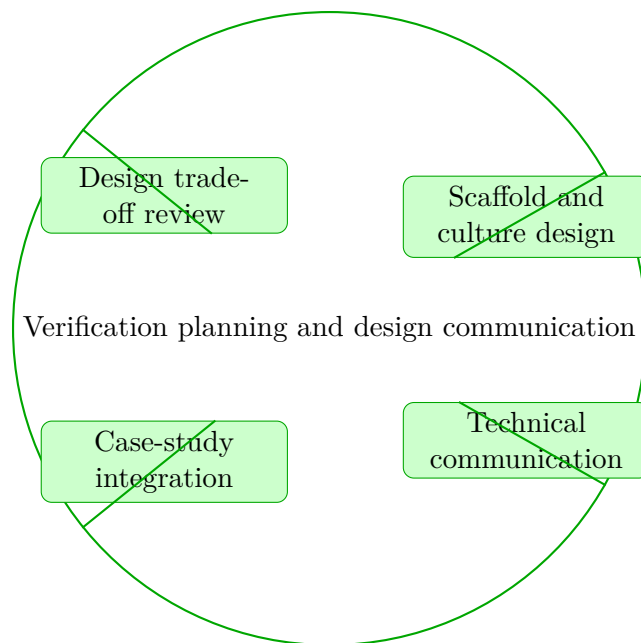 Design trade-
off review
Scaffold and
culture design
Verification planning and design communication
Case-study
integration
Technical
communication